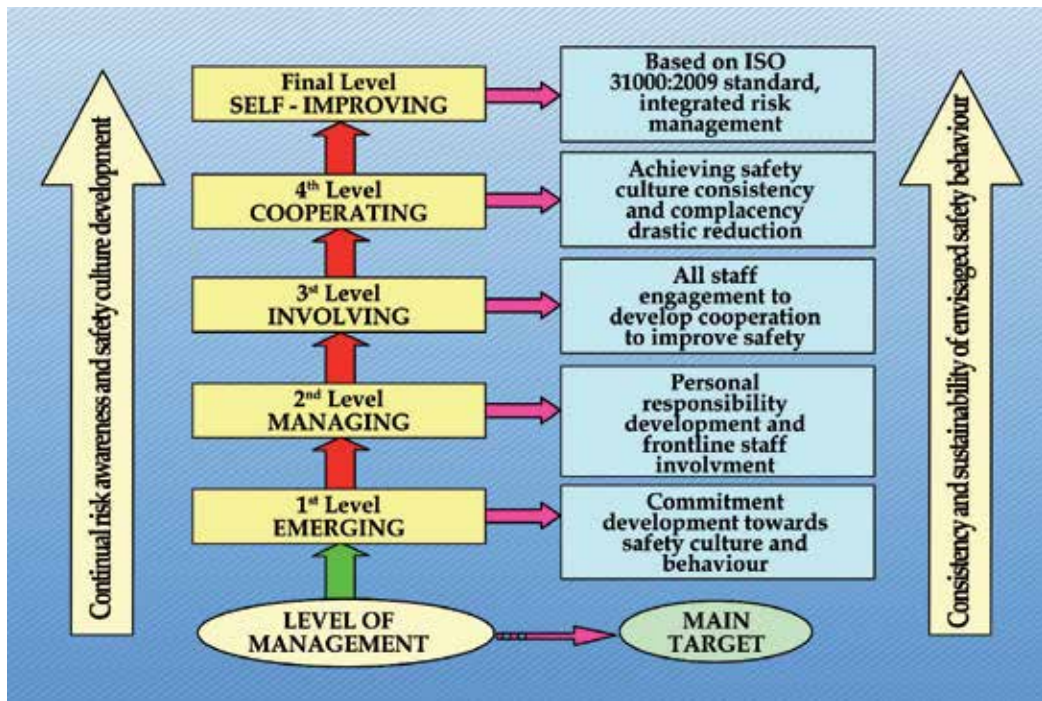 Continual risk awareness and safety culture development
Final Level
SELF - IMPROVING
Based on ISO
31000:2009 standard,
integrated risk
management
4th Level
COOPERATING
Achieving safety
culture consistency
and complacency
drastic reduction
3st Level
INVOLVING
All staff
engagement to
develop cooperation
to improve safety
2nd Level
MANAGING
Personal
responsibility
development and
frontline staff
involvment
1st Level
EMERGING
Commitment
development towards
safety culture and
behaviour
LEVEL OF
MANAGEMENT
MAIN
TARGET
Consistency and sustainability of envisaged safety behaviour